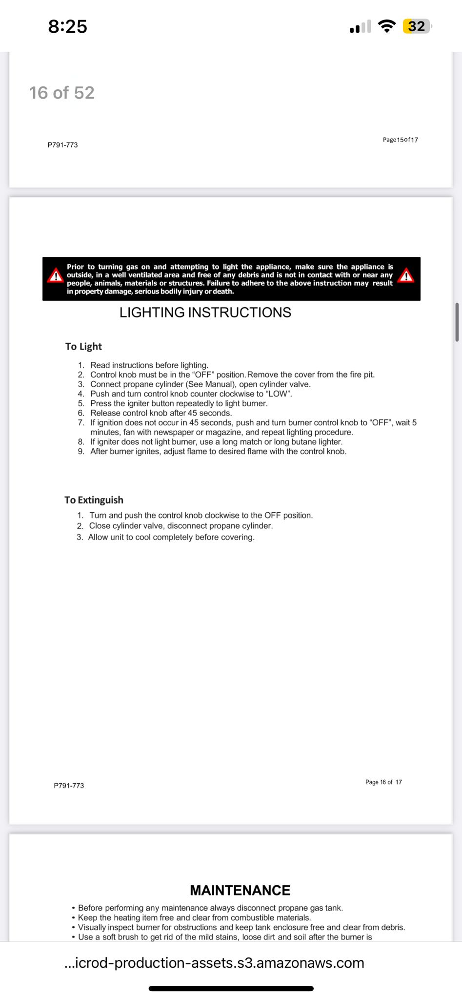 8:25
32
16 of 52
P791-773
Page15of17
Prior to turning gas on and attempting to light the appliance, make sure the appliance is
outside, in a well ventilated area and free of any debris and is not in contact with or near any
people, animals, materials or structures. Failure to adhere to the above instruction may result
in property damage, serious bodily injury or death.
LIGHTING INSTRUCTIONS
To Light
1. Read instructions before lighting.
2. Control knob must be in the “OFF” position. Remove the cover from the fire pit.
3. Connect propane cylinder (See Manual), open cylinder valve.
4. Push and turn control knob counter clockwise to “LOW”.
5. Press the igniter button repeatedly to light burner.
6. Release control knob after 45 seconds.
7. If ignition does not occur in 45 seconds, push and turn burner control knob to “OFF”, wait 5
minutes, fan with newspaper or magazine, and repeat lighting procedure.
8. If igniter does not light burner, use a long match or long butane lighter.
9. After burner ignites, adjust flame to desired flame with the control knob.
To Extinguish
1. Turn and push the control knob clockwise to the OFF position.
2. Close cylinder valve, disconnect propane cylinder.
3. Allow unit to cool completely before covering.
P791-773
Page 16 of 17
MAINTENANCE
• Before performing any maintenance always disconnect propane gas tank.
• Keep the heating item free and clear from combustible materials.
• Visually inspect burner for obstructions and keep tank enclosure free and clear from debris.
• Use a soft brush to get rid of the mild stains, loose dirt and soil after the burner is
...icrod-production-assets.s3.amazonaws.com